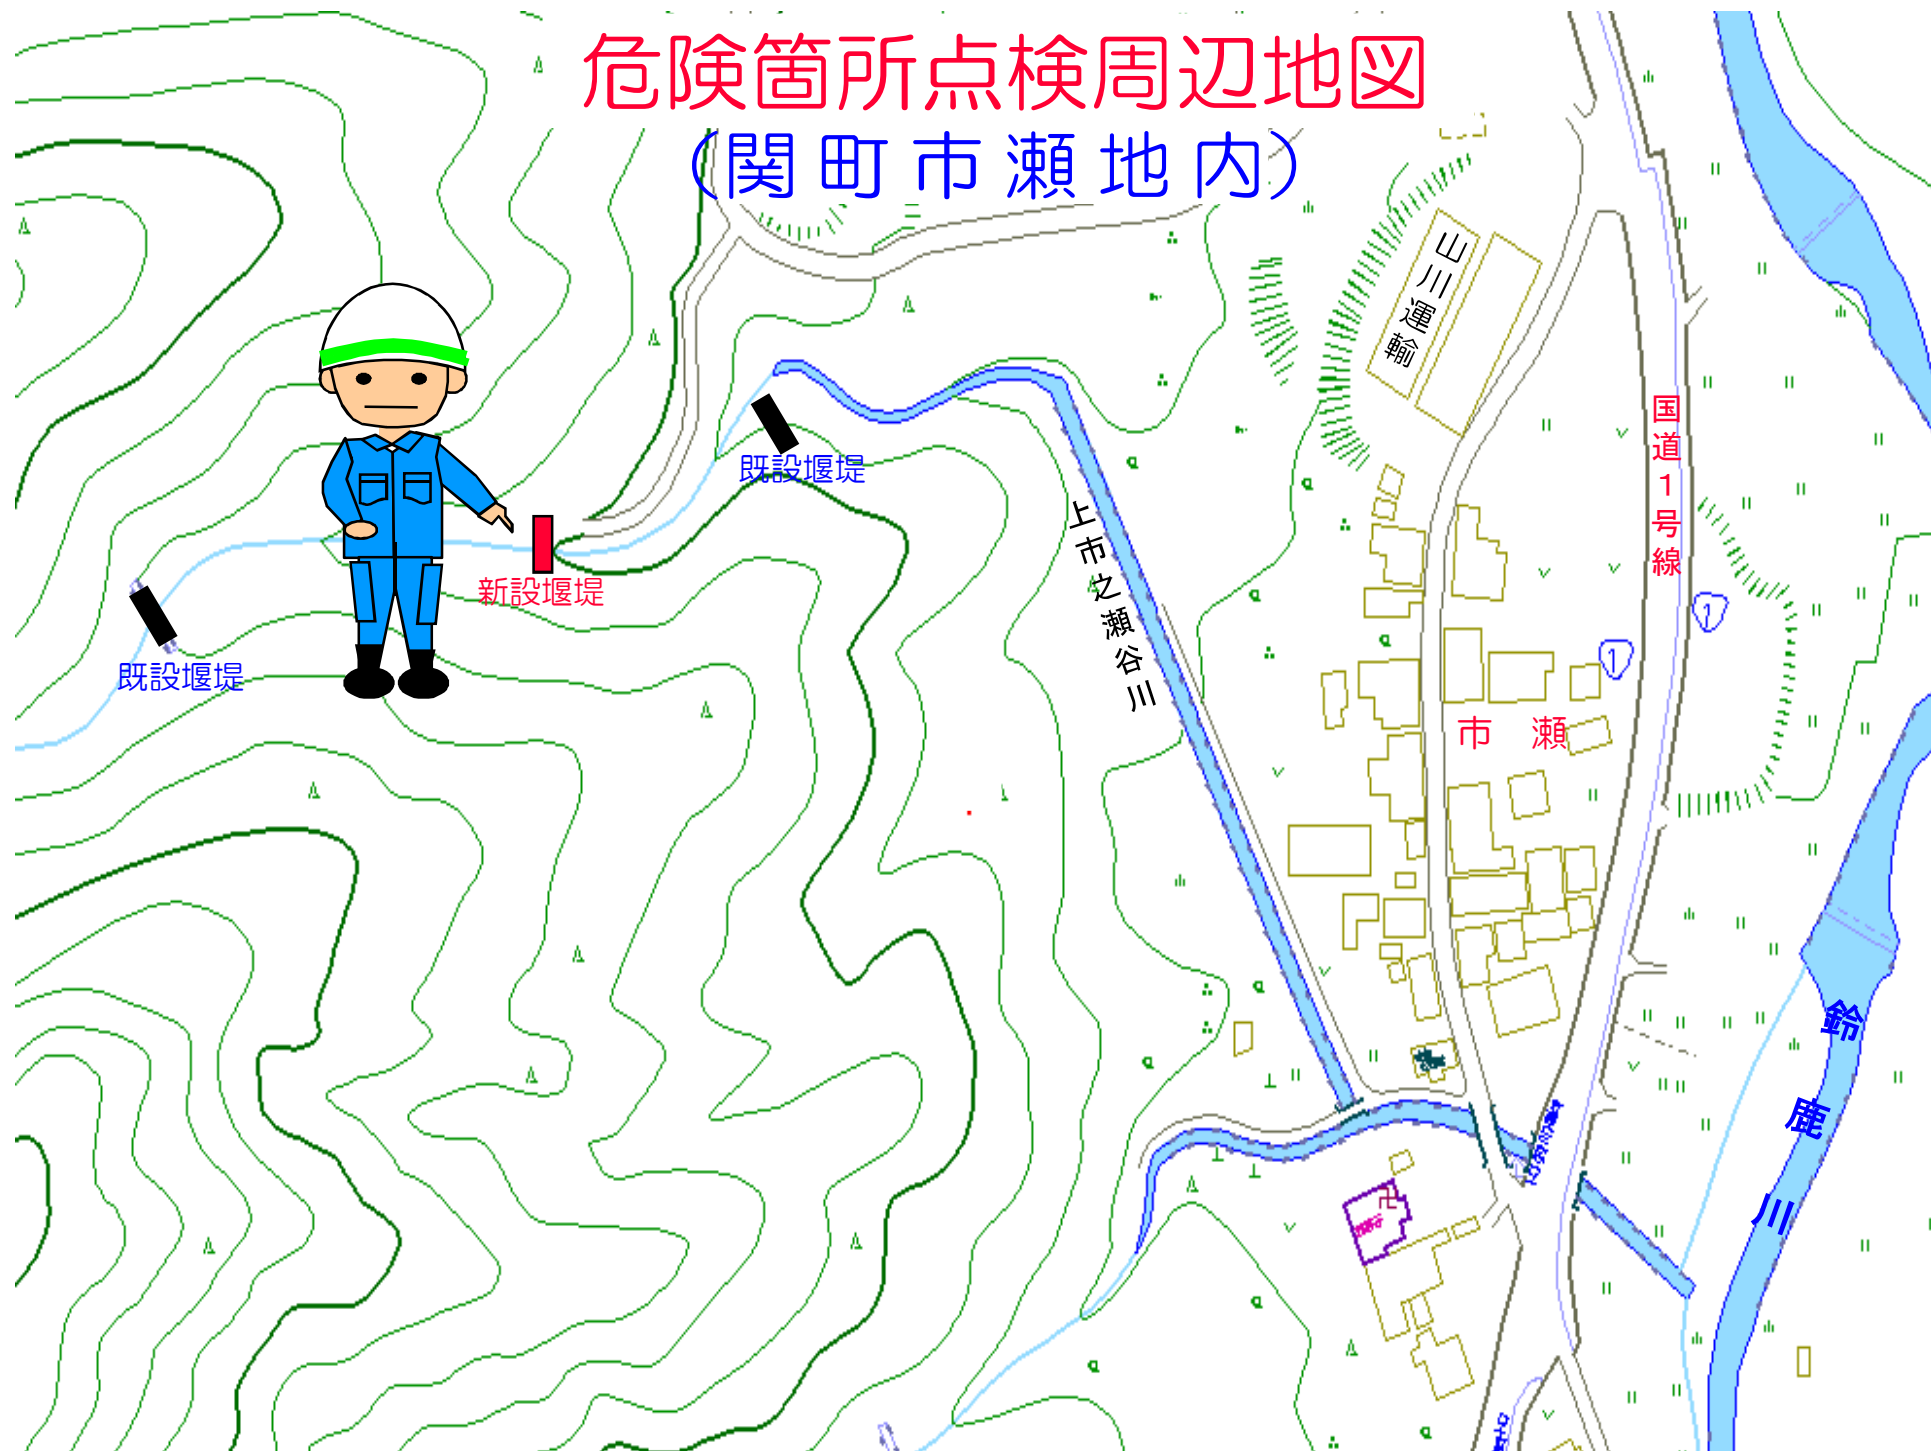 危険箇所点検周辺地図
(関町市瀬地内)
山川運輸
国道1号線
既設堰堤
上市之瀬谷川
新設堰堤
既設堰堤
1
1
市瀬
鈴鹿川